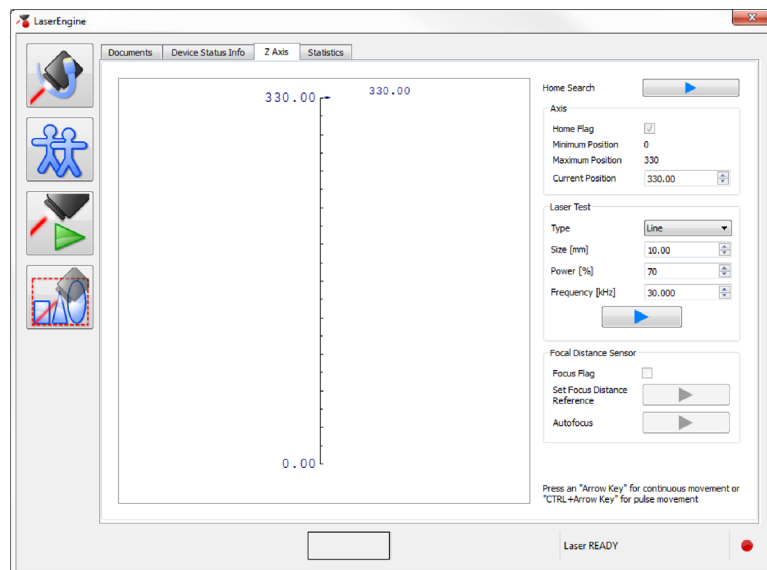 LaserEngine
Documents
Device Status Info
Z Axis
Statistics
330.00
330.00
0.00
Home Search
Axis
Home Flag
Minimum Position 0
Maximum Position 330
Current Position 330.00
Laser Test
Type Line
Size [mm] 10.00
Power [%] 70
Frequency [kHz] 30.000
Focal Distance Sensor
Focus Flag
Set Focus Distance
Reference
Autofocus
Press an "Arrow Key" for continuous movement or
"CTRL+Arrow Key" for pulse movement
Laser READY